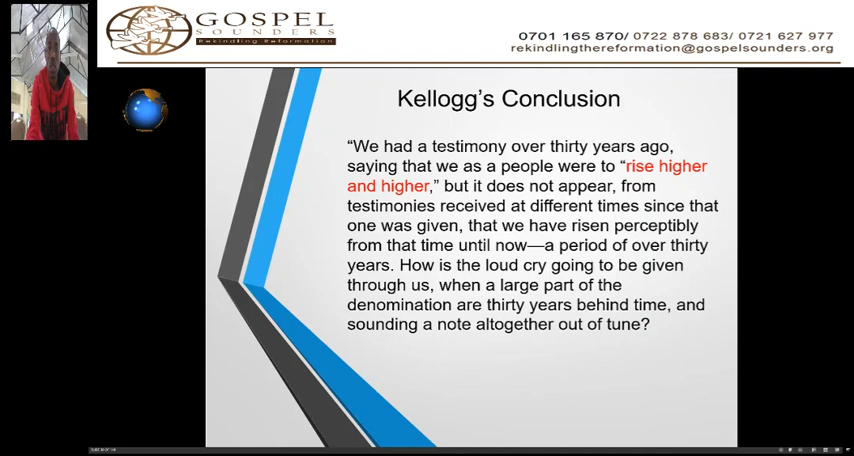 GOSPEL
SOUNDERS
Rekindling Reformation
0701 165 870/ 0722 878 683/ 0721 627 977
rekindlingthereformation@gospelsounders.org
Kellogg's Conclusion
“We had a testimony over thirty years ago,
saying that we as a people were to “rise higher
and higher,” but it does not appear, from
testimonies received at different times since that
one was given, that we have risen perceptibly
from that time until now—a period of over thirty
years. How is the loud cry going to be given
through us, when a large part of the
denomination are thirty years behind time, and
sounding a note altogether out of tune?